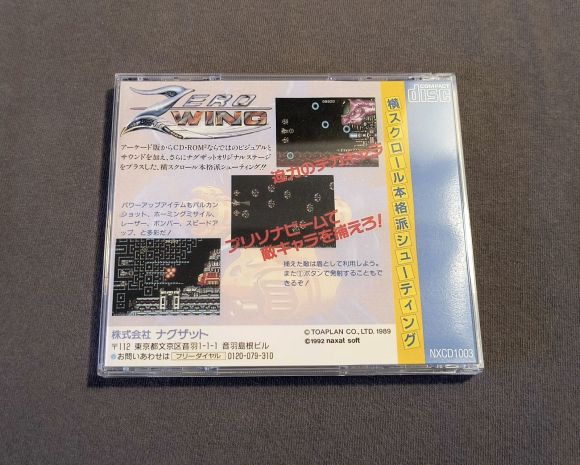 ZERO
WING
COMPACT
disc
アーケード版からCD・ROM²ならではのビジュアルと
サウンドを加え、さらにナグザットオリジナルステージ
をプラスした、横スクロール本格派シューティング!!
迫力のデカキャラ
パワーアップアイテムもバルカン
ショット、ホーミングミサイル、
レーザー、ボンバー、スピードア
ップ、と多彩だ!
プリソナビームで
敵キャラを捕えろ!
捕えた敵は盾として利用しよう。
また①ボタンで発射することもで
きるぞ!
横スクロール本格派シューティング
株式会社 ナグザット
〒112 東京都文京区音羽1-1-1 音羽島根ビル
●お問いあわせは フリーダイヤル 0120-079-310
©TOAPLAN CO., LTD. 1989
©1992 naxat soft
NXCD1003